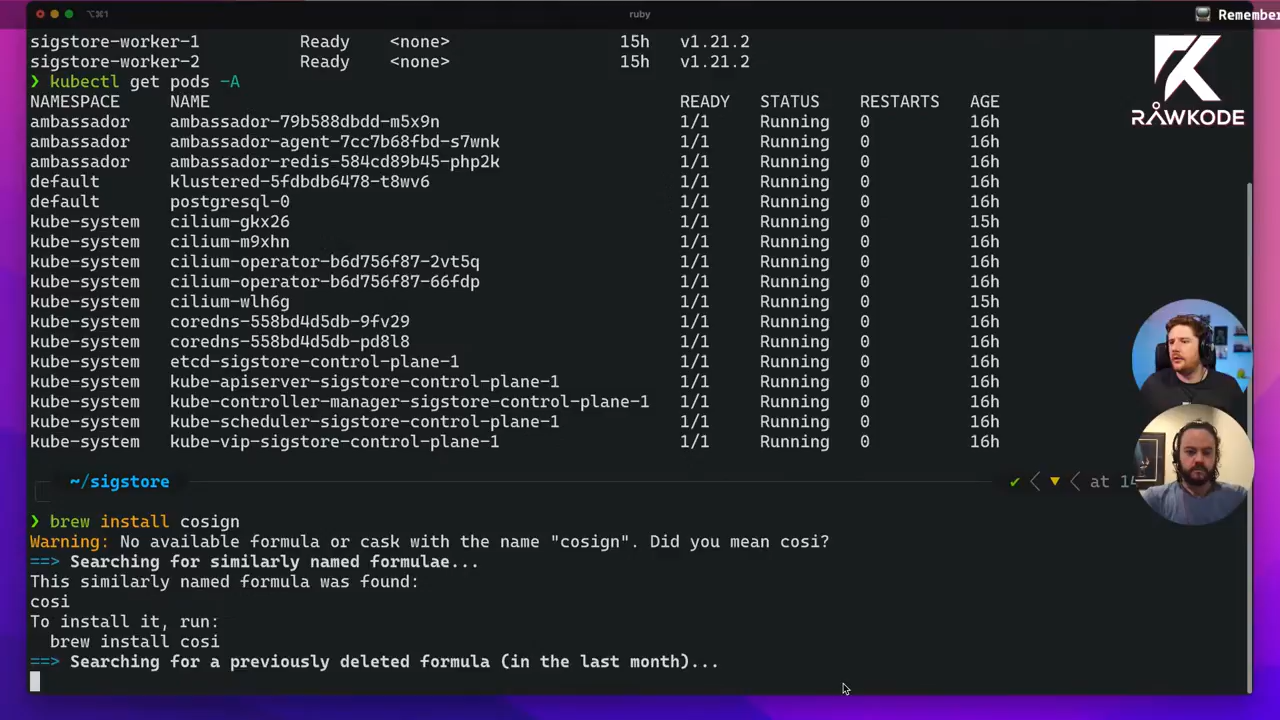 ⌥⌘1 ruby Remember
sigstore-worker-1 Ready <none> 15h v1.21.2
sigstore-worker-2 Ready <none> 15h v1.21.2
❯ kubectl get pods -A
NAMESPACE NAME READY STATUS RESTARTS AGE
ambassador ambassador-79b588dbdd-m5x9n 1/1 Running 0 16h
ambassador ambassador-agent-7cc7b68fbd-s7wnk 1/1 Running 0 16h
ambassador ambassador-redis-584cd89b45-php2k 1/1 Running 0 16h
default klustered-5fdbdb6478-t8wv6 1/1 Running 0 16h
default postgresql-0 1/1 Running 0 16h
kube-system cilium-gkx26 1/1 Running 0 15h
kube-system cilium-m9xhn 1/1 Running 0 16h
kube-system cilium-operator-b6d756f87-2vt5q 1/1 Running 0 16h
kube-system cilium-operator-b6d756f87-66fdp 1/1 Running 0 16h
kube-system cilium-wlh6g 1/1 Running 0 15h
kube-system coredns-558bd4d5db-9fv29 1/1 Running 0 16h
kube-system coredns-558bd4d5db-pd8l8 1/1 Running 0 16h
kube-system etcd-sigstore-control-plane-1 1/1 Running 0 16h
kube-system kube-apiserver-sigstore-control-plane-1 1/1 Running 0 16h
kube-system kube-controller-manager-sigstore-control-plane-1 1/1 Running 0 16h
kube-system kube-scheduler-sigstore-control-plane-1 1/1 Running 0 16h
kube-system kube-vip-sigstore-control-plane-1 1/1 Running 0 16h
~/sigstore ✔ at 14
❯ brew install cosign
Warning: No available formula or cask with the name "cosign". Did you mean cosi?
==> Searching for similarly named formulae...
This similarly named formula was found:
cosi
To install it, run:
brew install cosi
==> Searching for a previously deleted formula (in the last month)...
RAWKODE